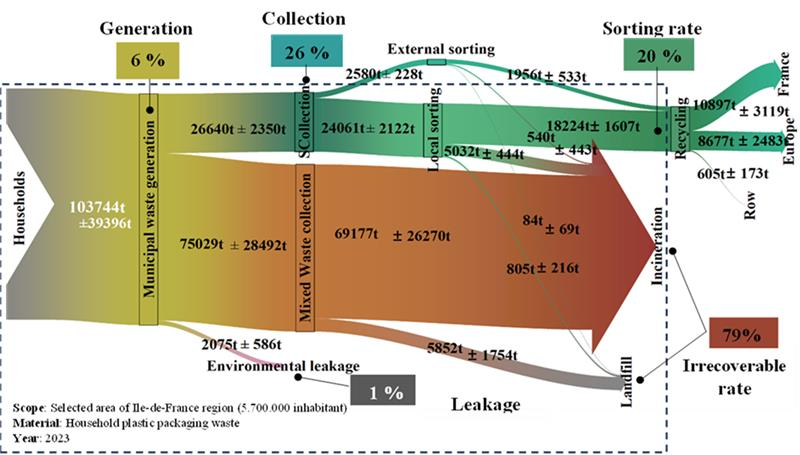 Generation
6 %
Collection
26 %
External sorting
Sorting rate
20 %
2580t± 228t
1956t± 533t
France
10897t
± 3119t
Europe
8677t ± 2483t
605t± 173t
Row
Recycling
Households
103744t
±39396t
Municipal waste generation
26640t ± 2350t
SCollection
24061t± 2122t
Local sorting
18224t± 1607t
540t
± 443t
5032t ± 444t
75029t ± 28492t
Mixed Waste collection
69177t ± 26270t
84t
± 69t
805t ± 216t
Incineration
2075t ± 586t
Environmental leakage
1 %
5852t ± 1754t
Landfill
Leakage
79%
Irrecoverable
rate
Scope: Selected area of Ile-de-France region (5.700.000 inhabitant)
Material: Household plastic packaging waste
Year: 2023